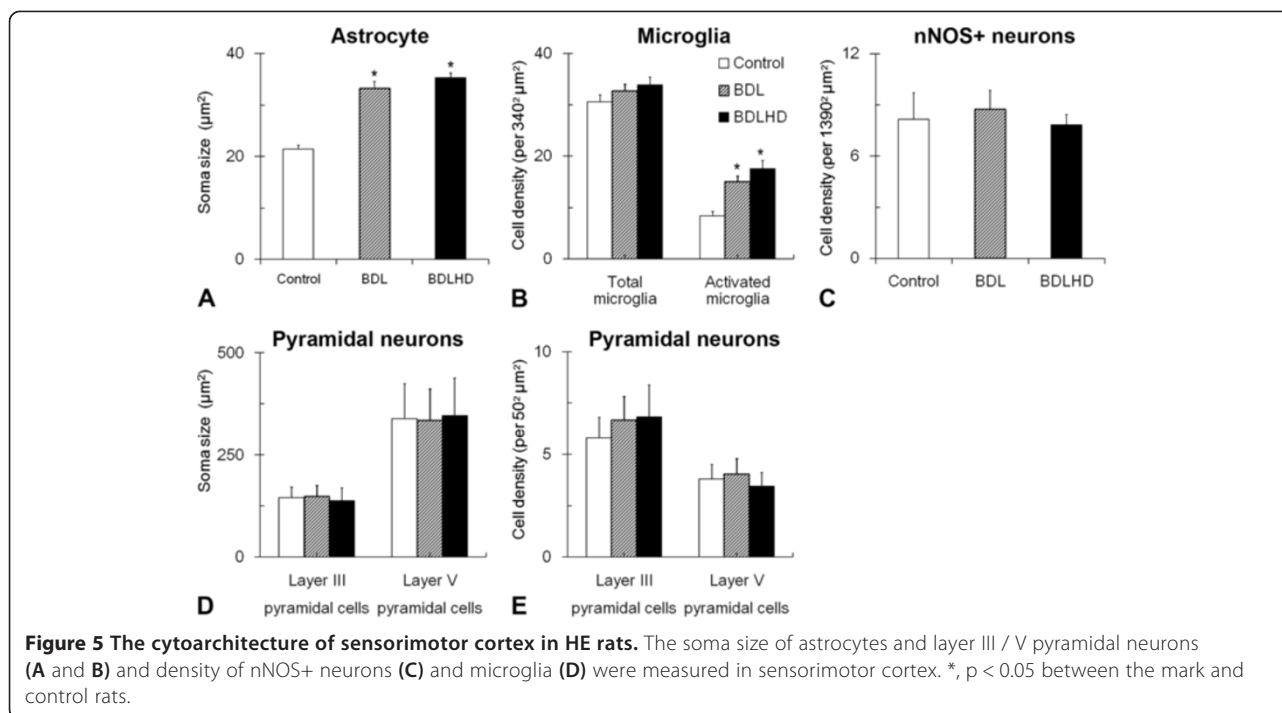 Astrocyte
40
20
0
Soma size (µm²)
*
*
Control
BDL
BDLHD
A
Microglia
40
20
0
Cell density (per 340² µm²)
Control
BDL
BDLHD
*
*
Total
microglia
Activated
microglia
B
nNOS+ neurons
12
6
0
Cell density (per 1390² µm²)
Control
BDL
BDLHD
C
Pyramidal neurons
500
250
0
Soma size (µm²)
Layer III
pyramidal cells
Layer V
pyramidal cells
D
Pyramidal neurons
10
5
0
Cell density (per 50² µm²)
Layer III
pyramidal cells
Layer V
pyramidal cells
E
Figure 5 The cytoarchitecture of sensorimotor cortex in HE rats. The soma size of astrocytes and layer III / V pyramidal neurons
(A and B) and density of nNOS+ neurons (C) and microglia (D) were measured in sensorimotor cortex. *, p < 0.05 between the mark and
control rats.